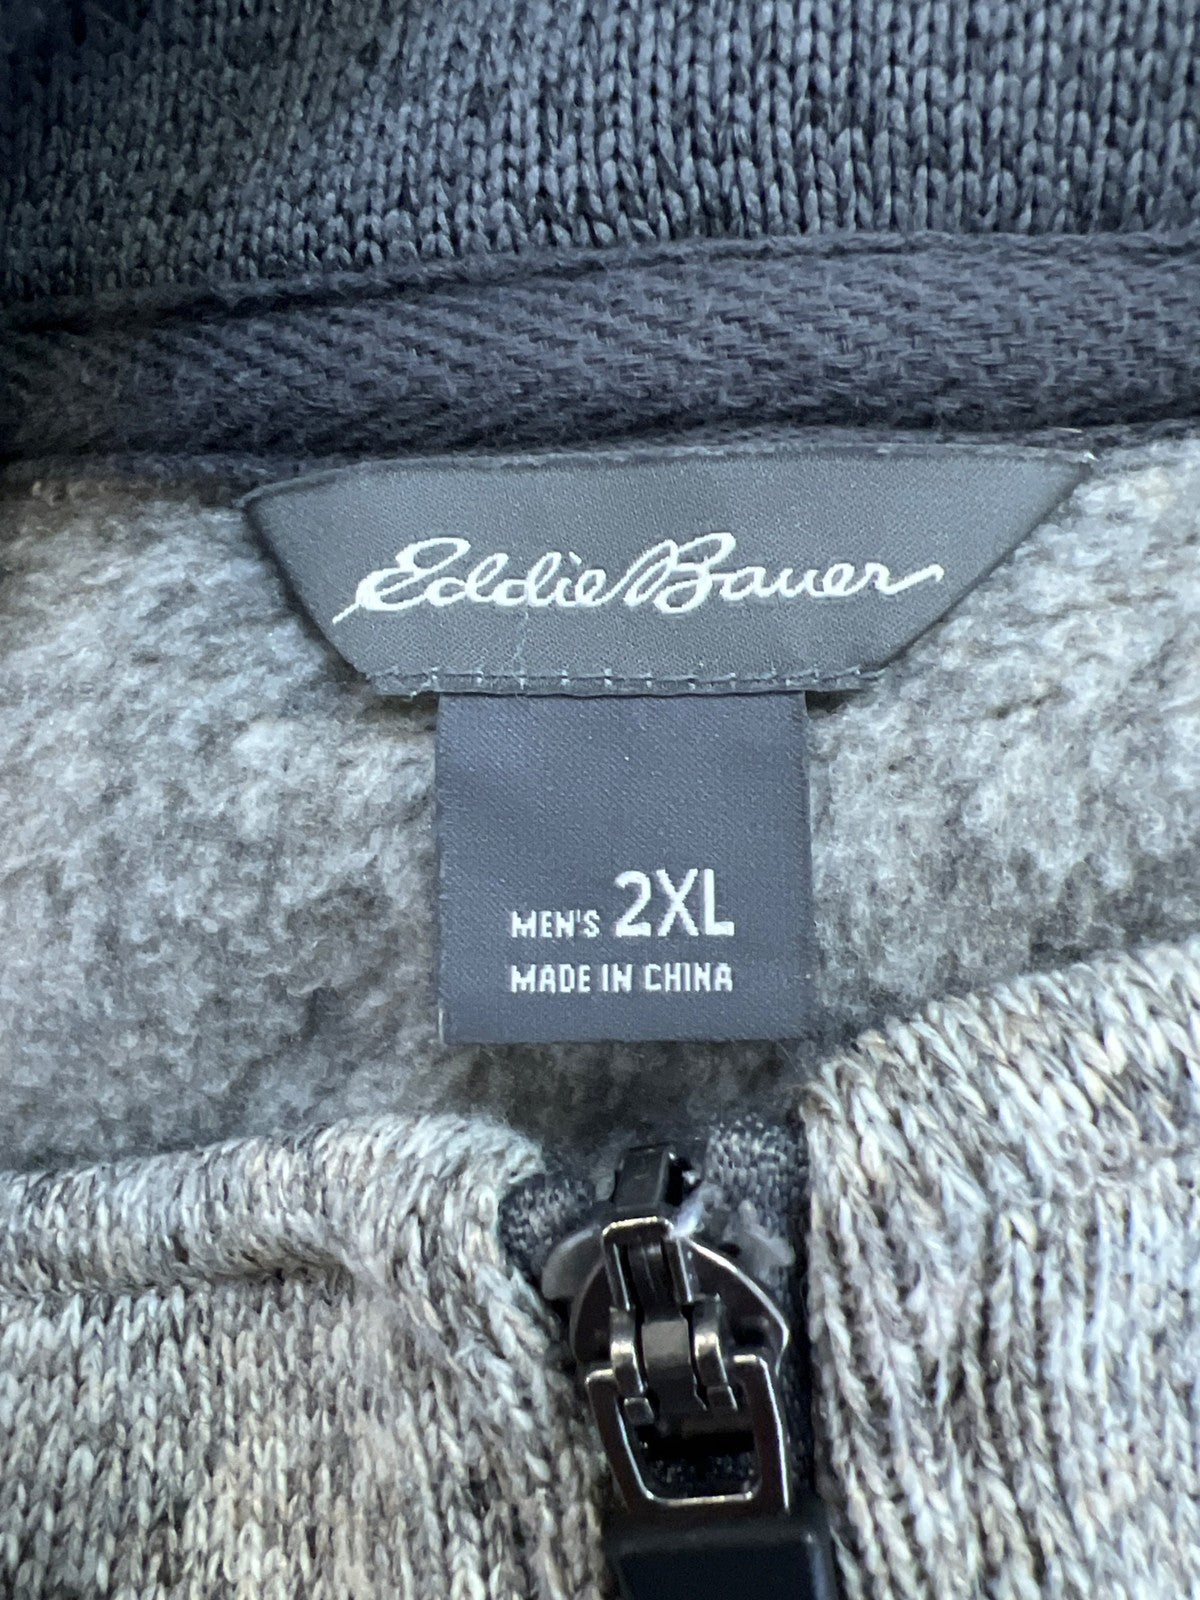 Eddie Bauer
MEN'S 2XL
MADE IN CHINA